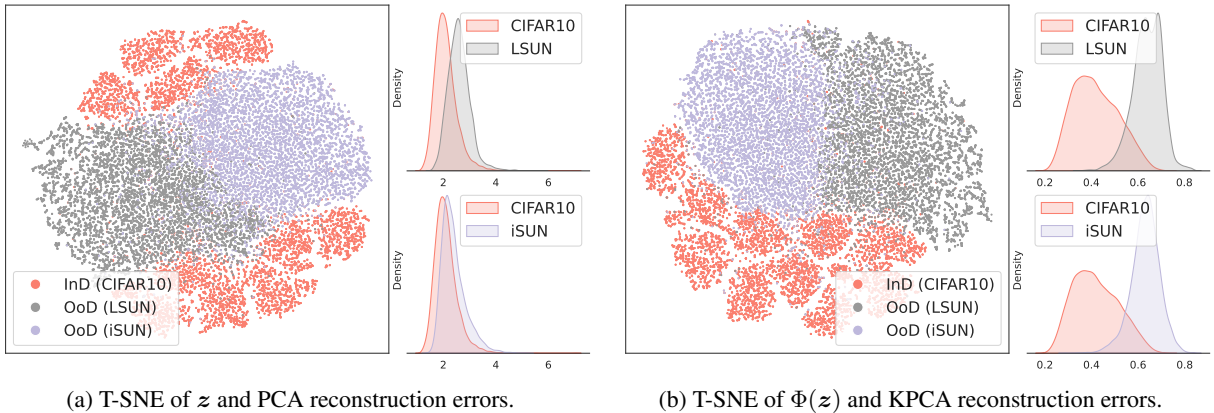 InD (CIFAR10)
OoD (LSUN)
OoD (iSUN)
Density
CIFAR10
LSUN
2
4
6
Density
CIFAR10
iSUN
2
4
6
(a) T-SNE of z and PCA reconstruction errors.
InD (CIFAR10)
OoD (LSUN)
OoD (iSUN)
Density
CIFAR10
LSUN
0.2
0.4
0.6
0.8
Density
CIFAR10
iSUN
0.2
0.4
0.6
0.8
(b) T-SNE of Φ(z) and KPCA reconstruction errors.